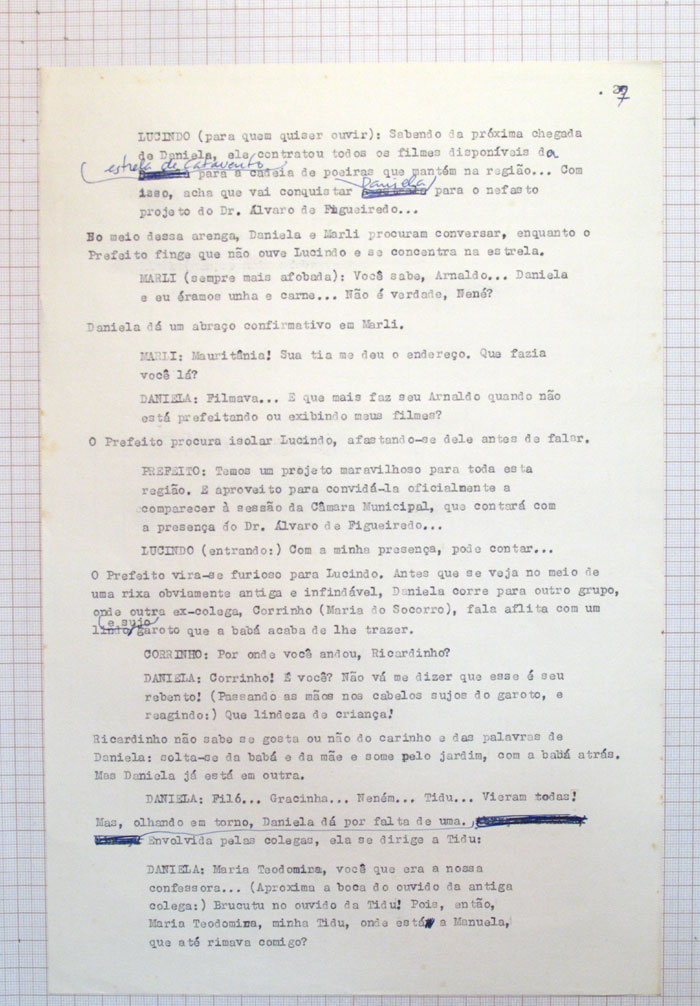 . 27
LUCINDO (para quem quiser ouvir): Sabendo da próxima chegada
de Daniela, ele contratou todos os filmes disponíveis da
estrela de Catavento
para a cadeia de poeiras que mantém na região... Com
Daniela
isso, acha que vai conquistar para o nefasto
projeto do Dr. Álvaro de Figueiredo...
No meio dessa arenga, Daniela e Marli procuram conversar, enquanto o
Prefeito finge que não ouve Lucindo e se concentra na estrela.
MARLI (sempre mais afobada): Você sabe, Arnaldo... Daniela
e eu éramos unha e carne... Não é verdade, Nené?
Daniela dá um abraço confirmativo em Marli.
MARLI: Mauritânia! Sua tia me deu o endereço. Que fazia
você lá?
DANIELA: Filmava... E que mais faz seu Arnaldo quando não
está prefeitando ou exibindo meus filmes?
O Prefeito procura isolar Lucindo, afastando-se dele antes de falar.
PREFEITO: Temos um projeto maravilhoso para toda esta
região. E aproveito para convidá-la oficialmente a
comparecer à sessão da Câmara Municipal, que contará com
a presença do Dr. Álvaro de Figueiredo...
LUCINDO (entrando:) Com a minha presença, pode contar...
O Prefeito vira-se furioso para Lucindo. Antes que se veja no meio de
uma rixa obviamente antiga e infindável, Daniela corre para outro grupo,
onde outra ex-colega, Corrinho (Maria do Socorro), fala aflita com um
e sujo
lindo garoto que a babá acaba de lhe trazer.
CORRINHO: Por onde você andou, Ricardinho?
DANIELA: Corrinho! É você? Não vá me dizer que esse é seu
rebento! (Passando as mãos nos cabelos sujos do garoto, e
reagindo:) Que lindeza de criança!
Ricardinho não sabe se gosta ou não do carinho e das palavras de
Daniela: solta-se da babá e da mãe e some pelo jardim, com a babá atrás.
Mas Daniela já está em outra.
DANIELA: Filó... Gracinha... Neném... Tidu... Vieram todas!
Mas, olhando em torno, Daniela dá por falta de uma.
Envolvida pelas colegas, ela se dirige a Tidu:
DANIELA: Maria Teodomira, você que era a nossa
confessora... (Aproxima a boca do ouvido da antiga
colega:) Brucutu no ouvido da Tidu! Pois, então,
Maria Teodomira, minha Tidu, onde está a Manuela,
que até rimava comigo?